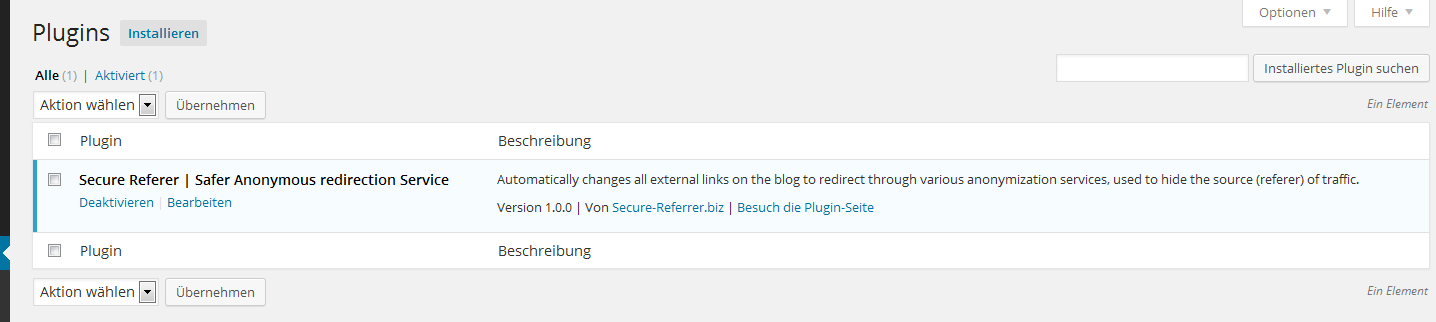 Optionen Hilfe
Plugins Installieren
Alle (1) | Aktiviert (1)
Installiertes Plugin suchen
Aktion wählen Übernehmen
Ein Element
Plugin Beschreibung
Secure Referer | Safer Anonymous redirection Service Automatically changes all external links on the blog to redirect through various anonymization services, used to hide the source (referer) of traffic.
Deaktivieren | Bearbeiten Version 1.0.0 | Von Secure-Referrer.biz | Besuch die Plugin-Seite
Plugin Beschreibung
Aktion wählen Übernehmen
Ein Element